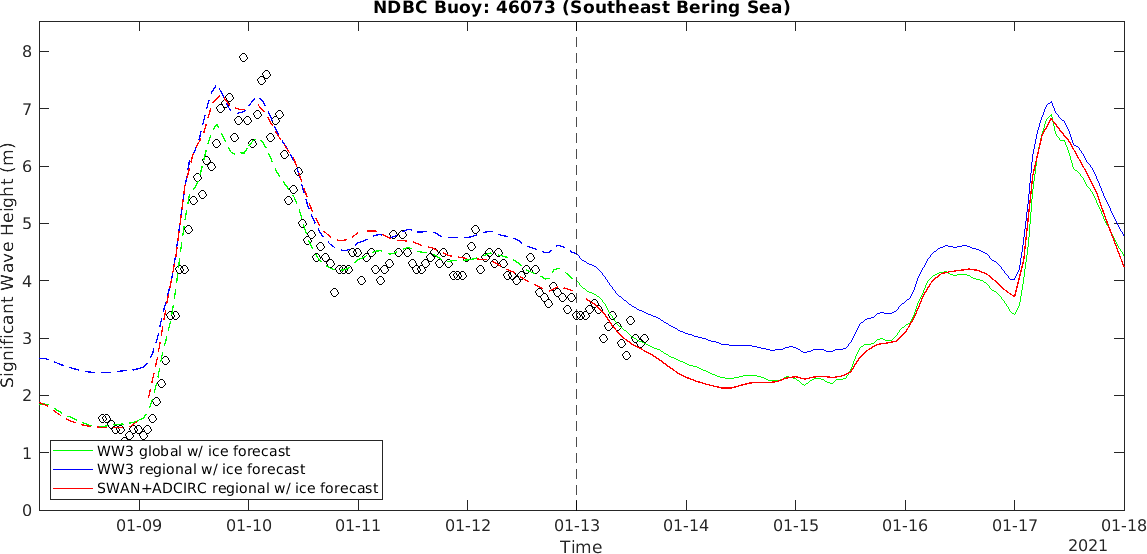 NDBC Buoy: 46073 (Southeast Bering Sea)
Significant Wave Height (m)
8
7
6
5
4
3
2
1
0
WW3 global w/ ice forecast
WW3 regional w/ ice forecast
SWAN+ADCIRC regional w/ ice forecast
01-09 01-10 01-11 01-12 01-13 01-14 01-15 01-16 01-17 01-18
Time
2021